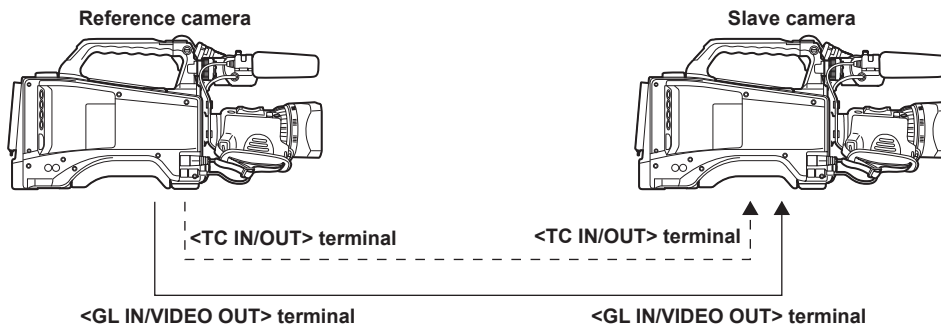 Reference camera
Slave camera
<TC IN/OUT> terminal
<TC IN/OUT> terminal
<GL IN/VIDEO OUT> terminal
<GL IN/VIDEO OUT> terminal